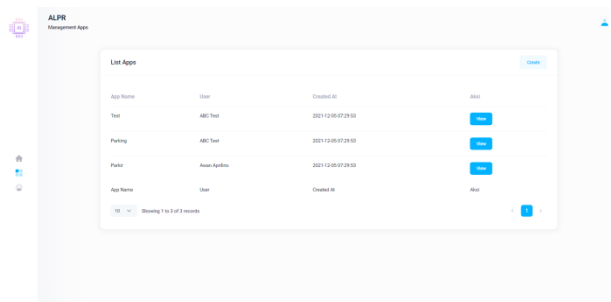 ALPR
Management Apps
AI
List Apps
Create
App Name User Created At Aksi
Test ABC Test 2021-12-05 07:29:53 View
Parking ABC Test 2021-12-05 07:29:53 View
Parkir Awan Aprilino 2021-12-05 07:29:53 View
App Name User Created At Aksi
10 Showing 1 to 3 of 3 records < 1 >